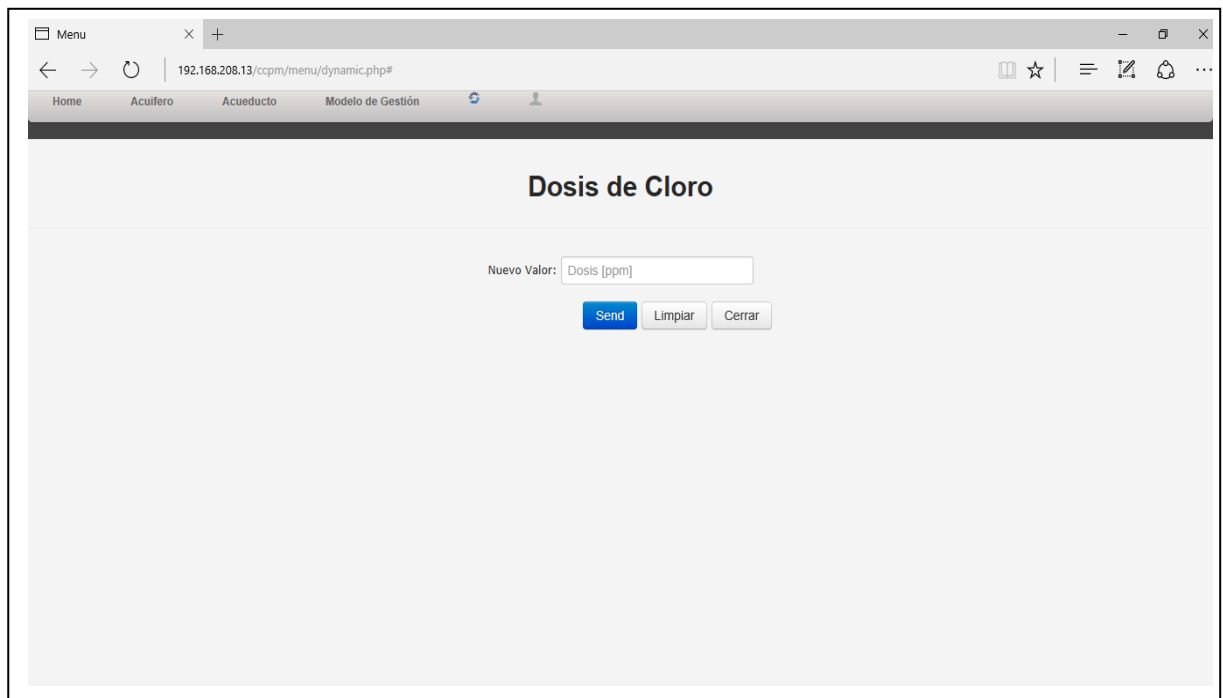 Menu
192.168.208.13/ccpm/menu/dynamic.php#
Home Acuifero Acueducto Modelo de Gestión
Dosis de Cloro
Nuevo Valor: Dosis [ppm]
Send Limpiar Cerrar